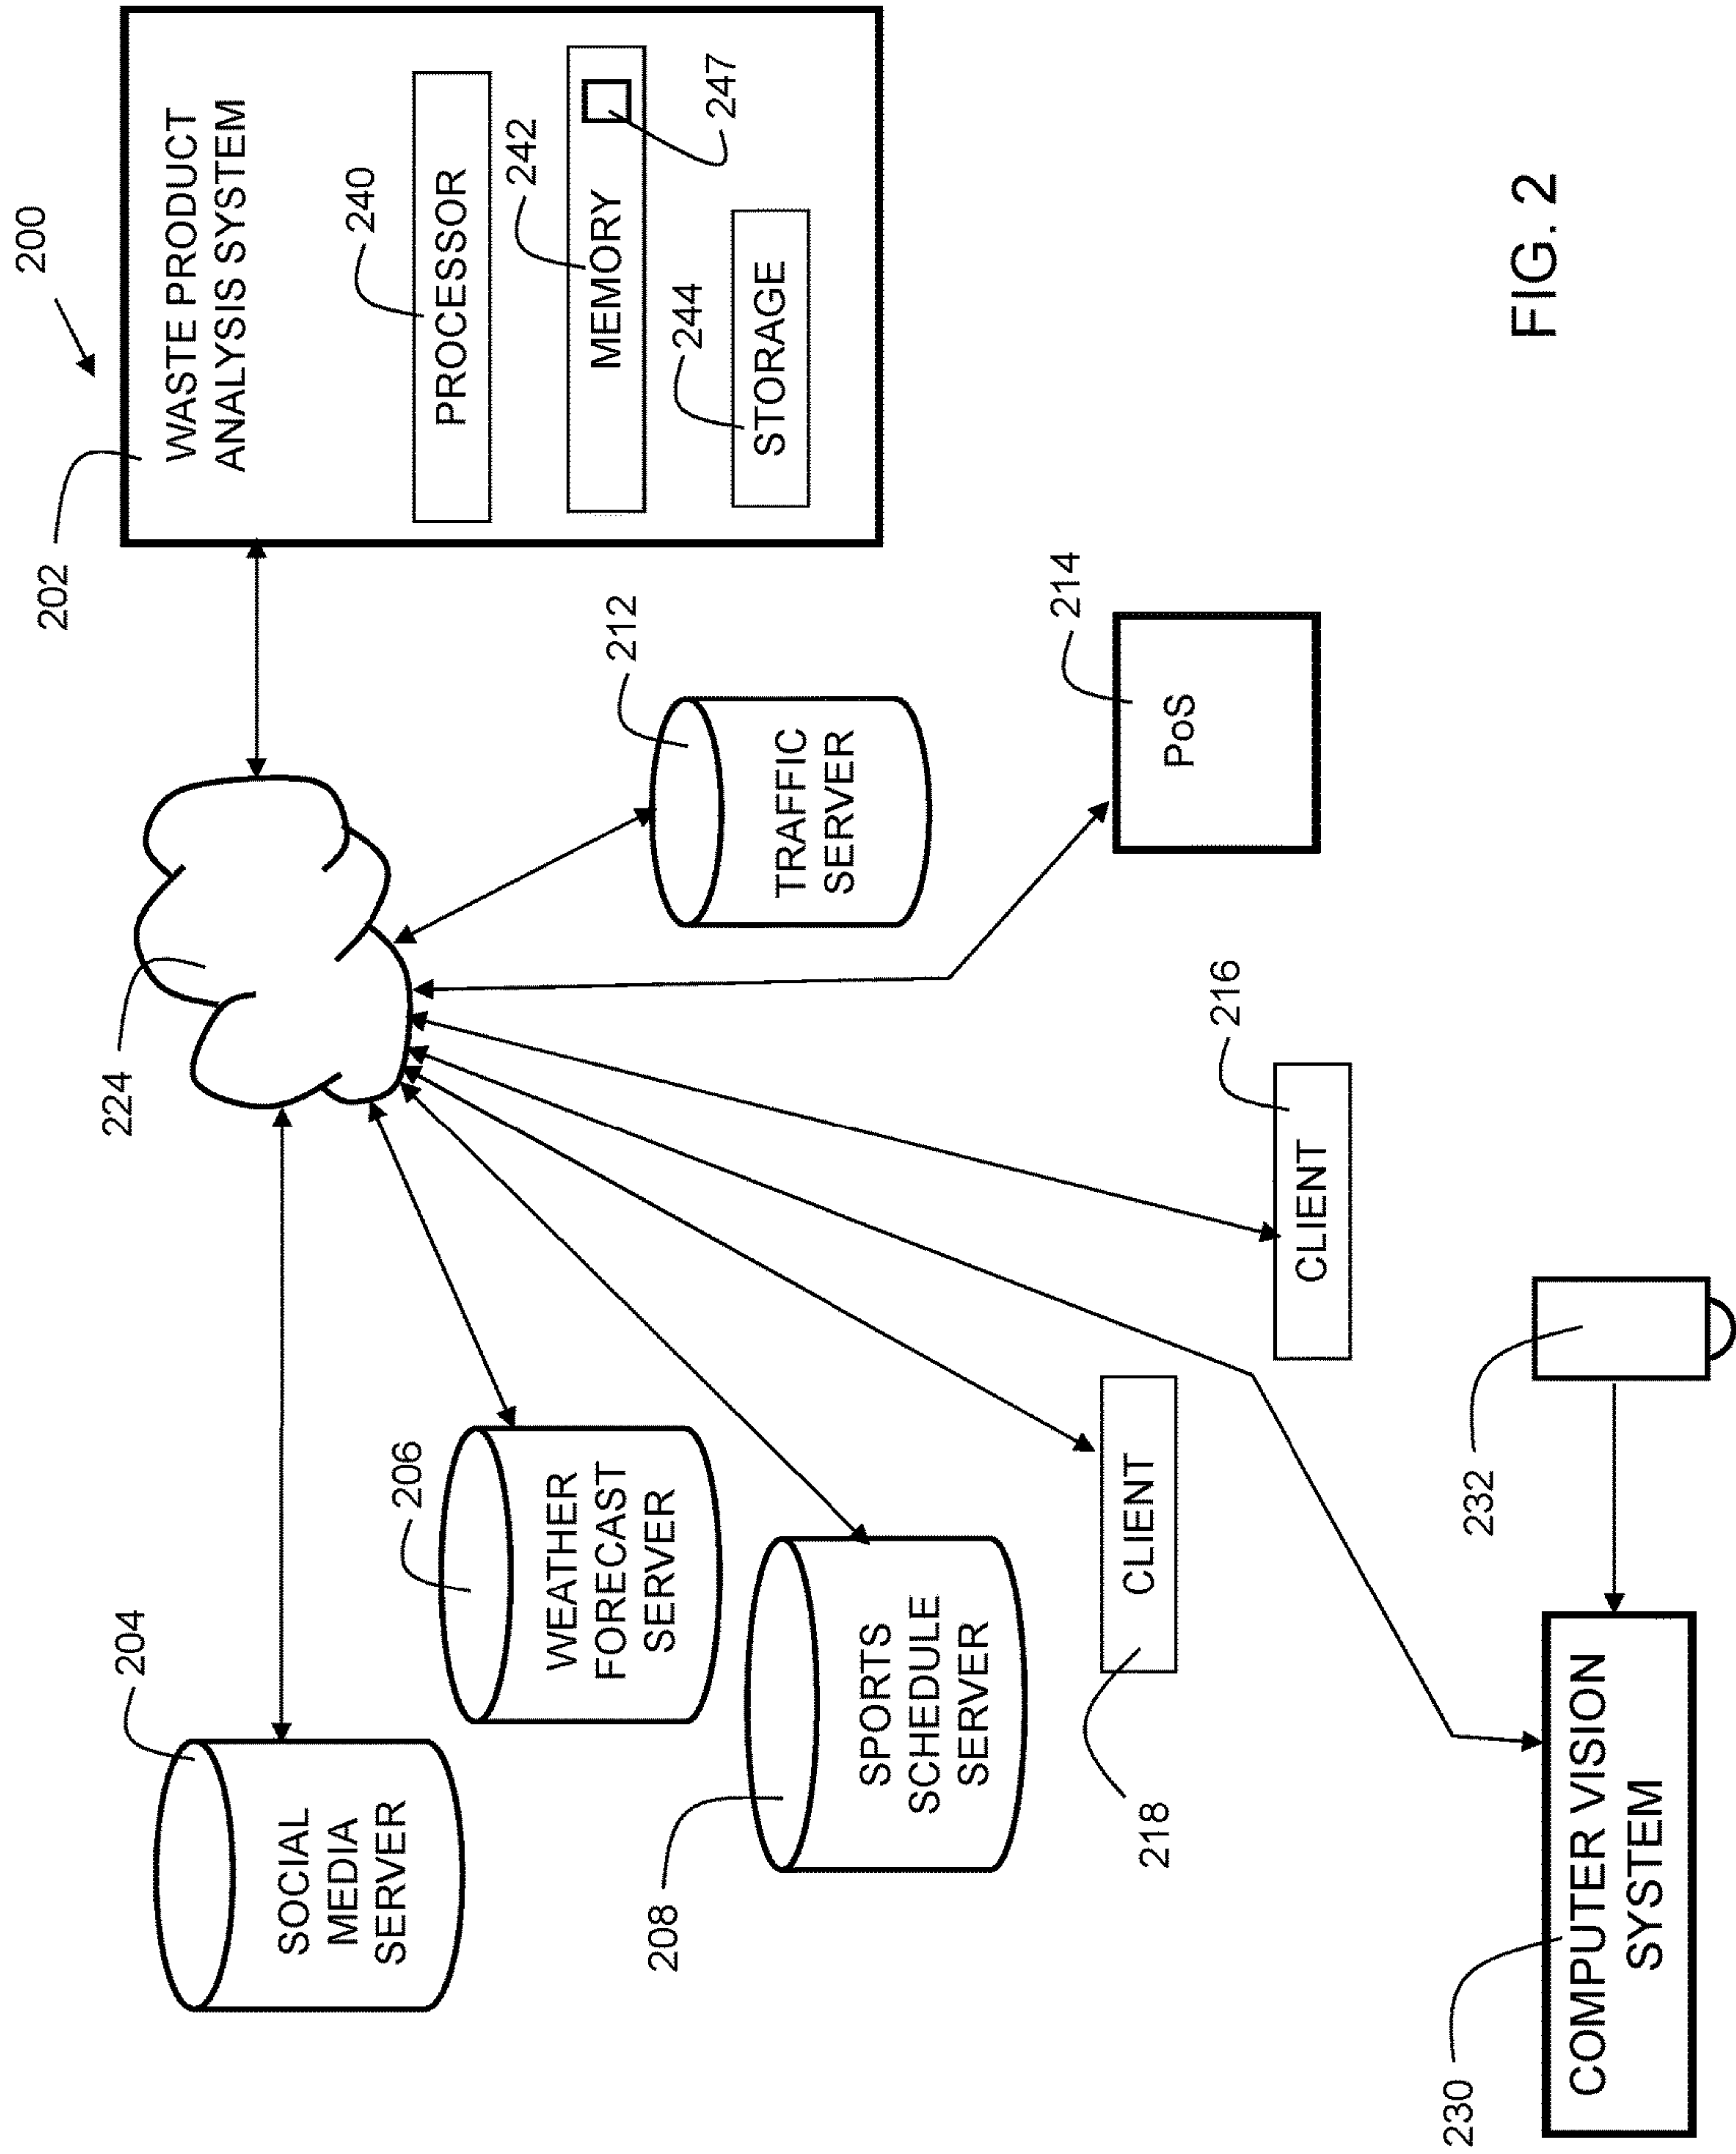 200
202
WASTE PRODUCT
ANALYSIS SYSTEM
240
PROCESSOR
242
MEMORY
247
244
STORAGE
224
204
SOCIAL
MEDIA
SERVER
206
WEATHER
FORECAST
SERVER
208
SPORTS
SCHEDULE
SERVER
212
TRAFFIC
SERVER
214
PoS
216
CLIENT
218
CLIENT
230
COMPUTER VISION
SYSTEM
232
FIG. 2